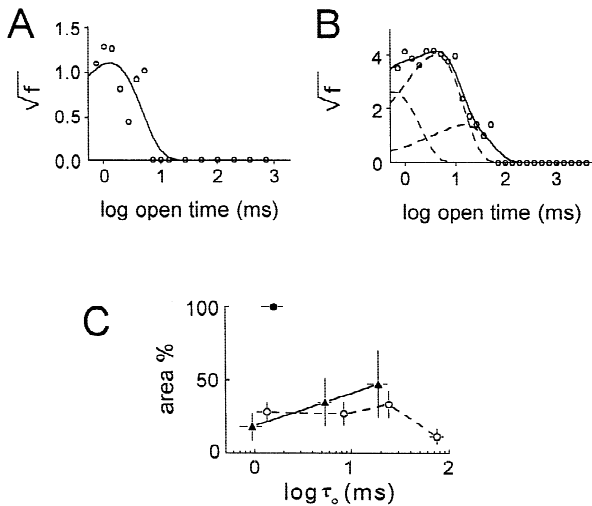 A
1.5
1.0
0.5
0.0
√f
0 1 2 3
log open time (ms)
B
4
2
0
√f
0 1 2 3
log open time (ms)
C
100
50
0
area %
0 1 2
log τo (ms)